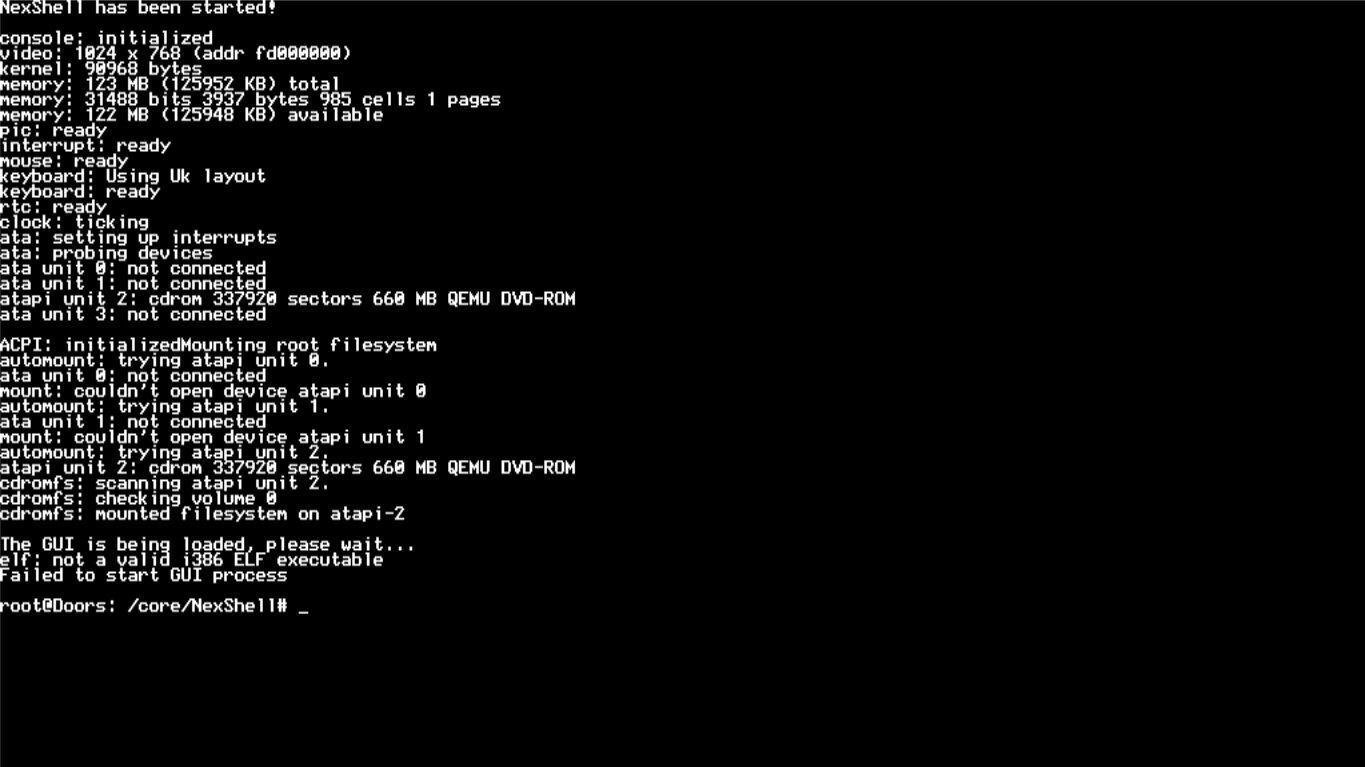 NexShell has been started!
console: initialized
video: 1024 x 768 (addr fd000000)
kernel: 90968 bytes
memory: 123 MB (125952 KB) total
memory: 31488 bits 3937 bytes 985 cells 1 pages
memory: 122 MB (125948 KB) available
pic: ready
interrupt: ready
mouse: ready
keyboard: Using Uk layout
keyboard: ready
rtc: ready
clock: ticking
ata: setting up interrupts
ata: probing devices
ata unit 0: not connected
ata unit 1: not connected
atapi unit 2: cdrom 337920 sectors 660 MB QEMU DVD-ROM
ata unit 3: not connected
ACPI: initializedMounting root filesystem
automount: trying atapi unit 0.
ata unit 0: not connected
mount: couldn't open device atapi unit 0
automount: trying atapi unit 1.
ata unit 1: not connected
mount: couldn't open device atapi unit 1
automount: trying atapi unit 2.
atapi unit 2: cdrom 337920 sectors 660 MB QEMU DVD-ROM
cdromfs: scanning atapi unit 2.
cdromfs: checking volume 0
cdromfs: mounted filesystem on atapi-2
The GUI is being loaded, please wait...
elf: not a valid i386 ELF executable
Failed to start GUI process
root@Doors: /core/NexShell# _